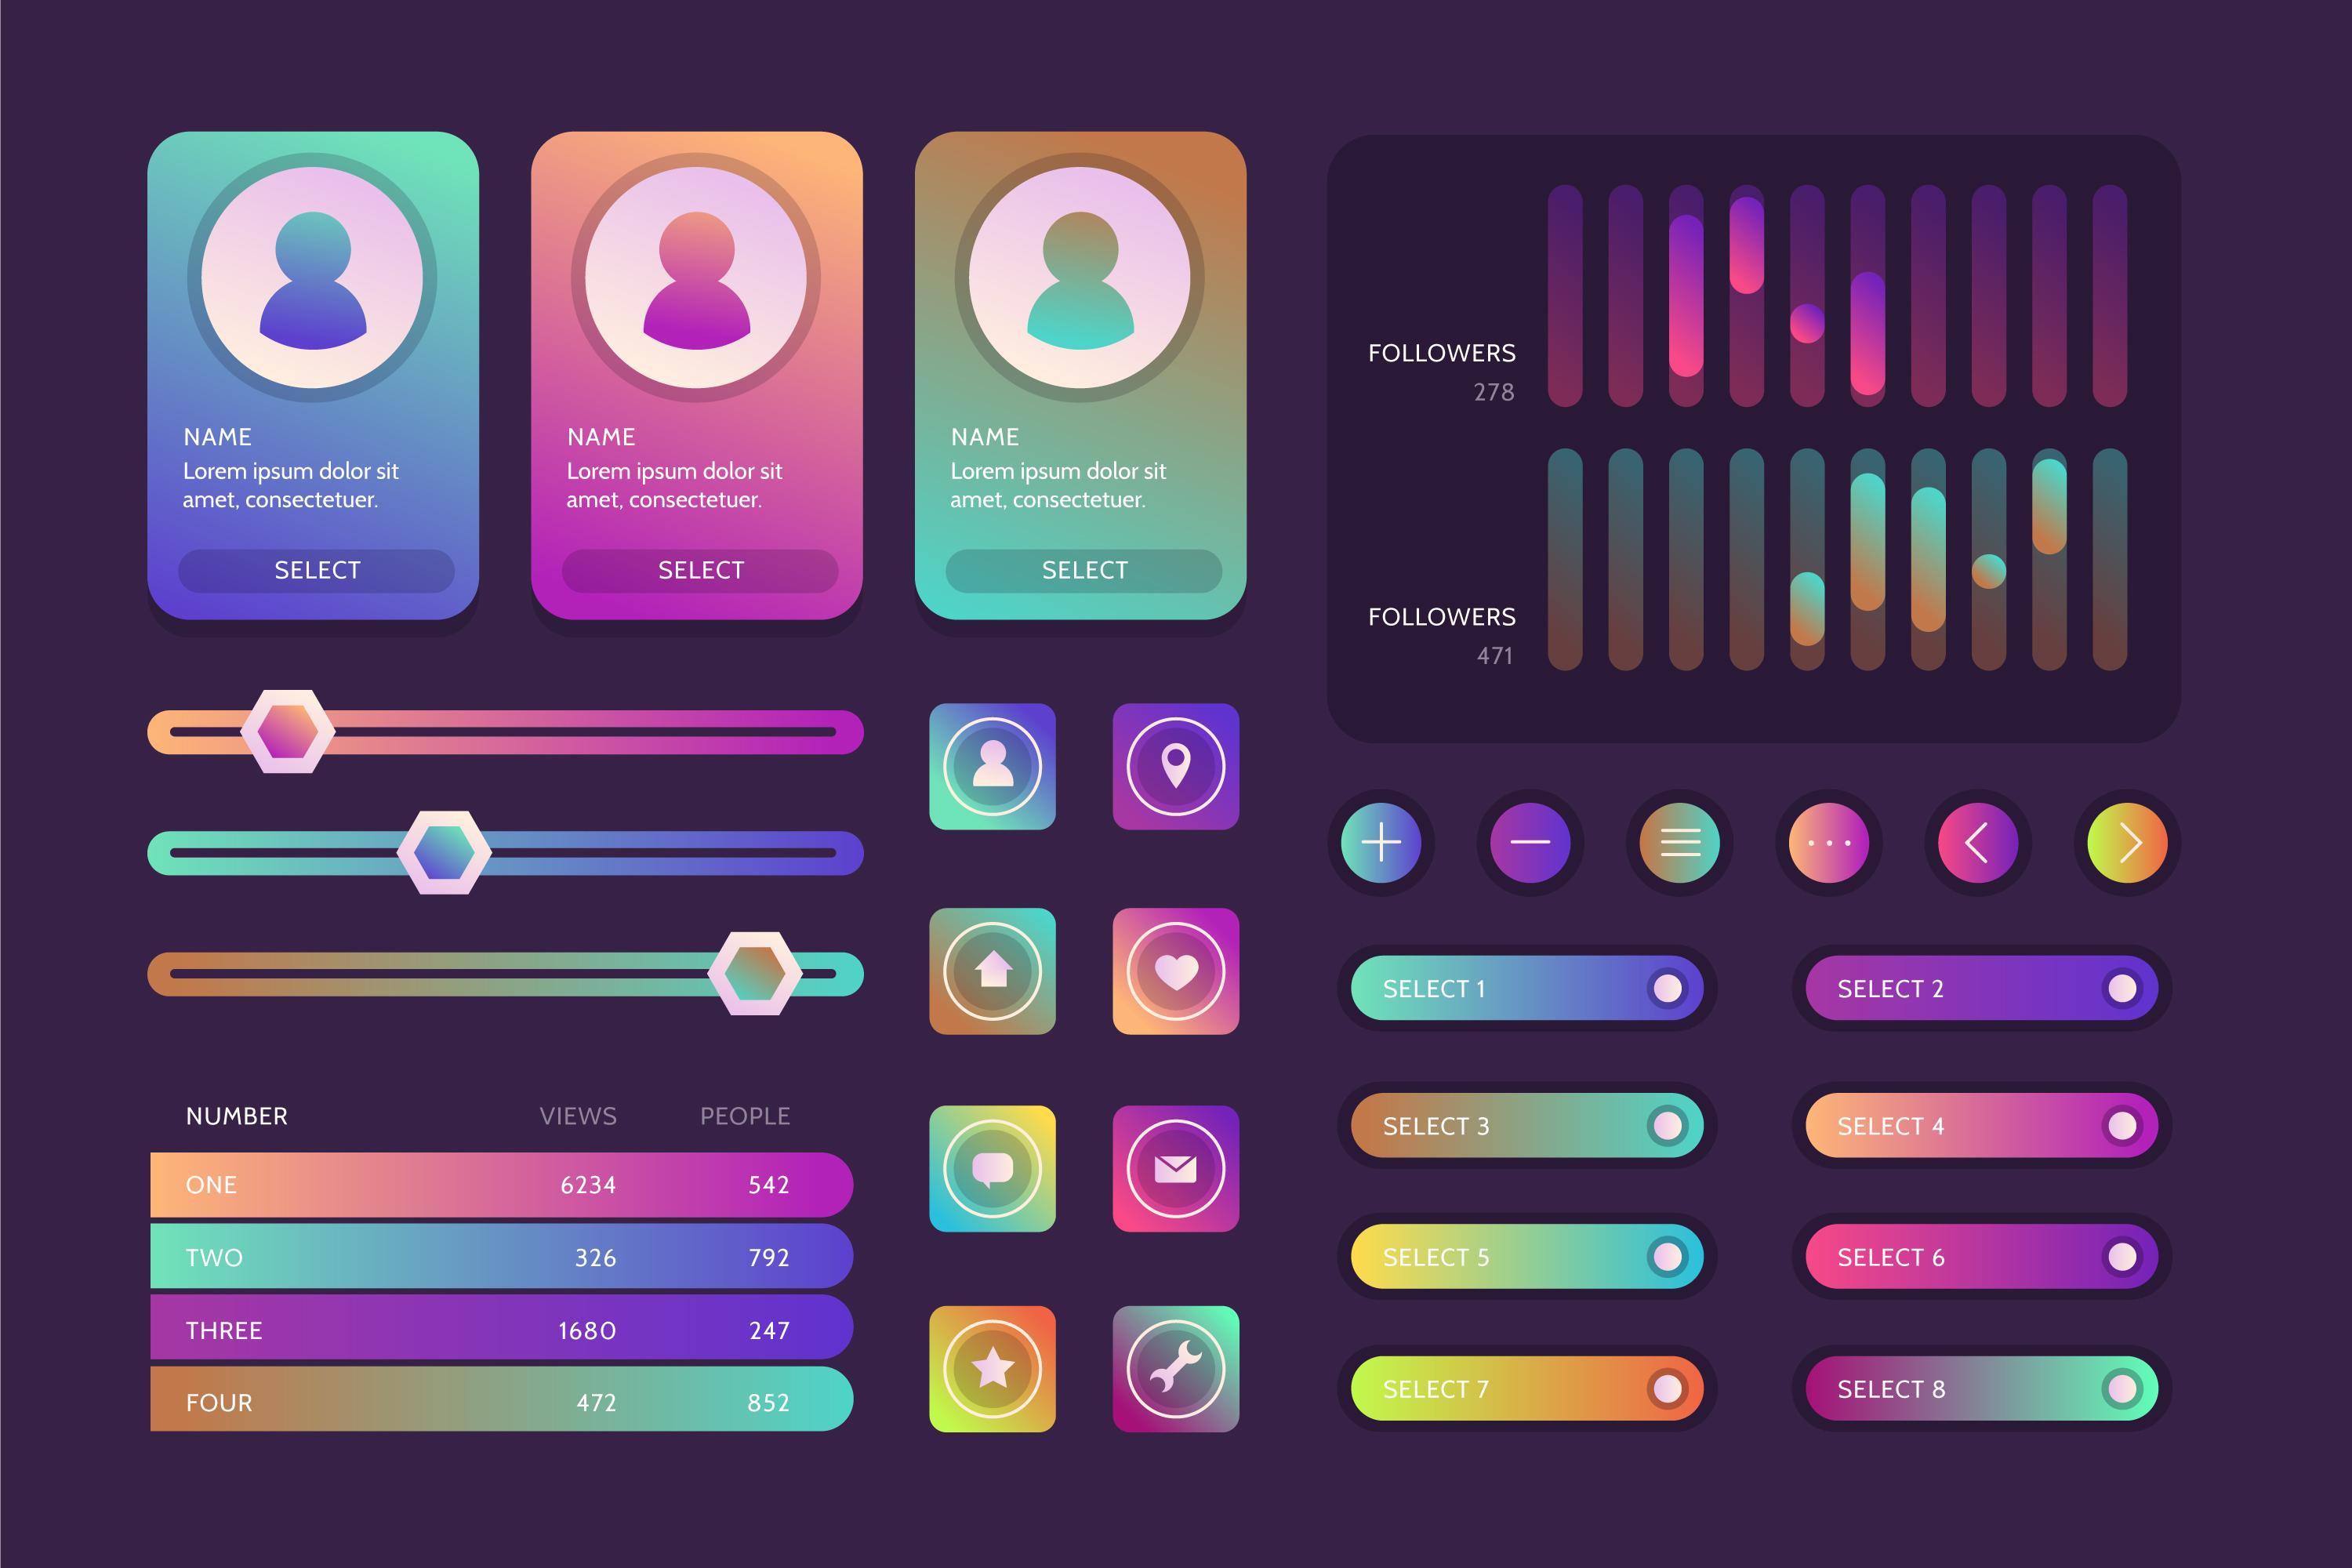 NAME
Lorem ipsum dolor sit
amet, consectetuer.
SELECT
NAME
Lorem ipsum dolor sit
amet, consectetuer.
SELECT
NAME
Lorem ipsum dolor sit
amet, consectetuer.
SELECT
FOLLOWERS
278
FOLLOWERS
471
NUMBER VIEWS PEOPLE
ONE 6234 542
TWO 326 792
THREE 1680 247
FOUR 472 852
SELECT 1
SELECT 2
SELECT 3
SELECT 4
SELECT 5
SELECT 6
SELECT 7
SELECT 8